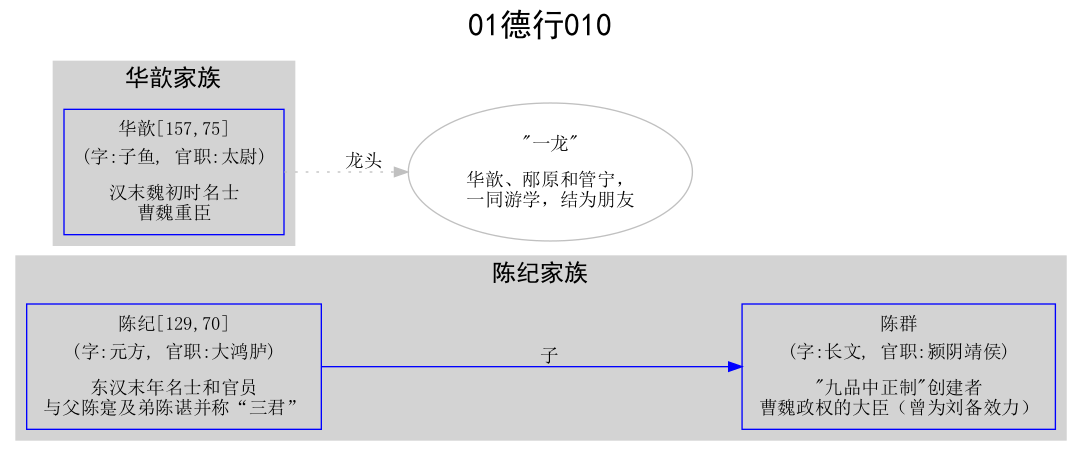 01德行010
华歆家族
华歆[157,75]
(字:子鱼, 官职:太尉)
汉末魏初时名士
曹魏重臣
龙头
"一龙"
华歆、邴原和管宁，
一同游学，结为朋友
陈纪家族
陈纪[129,70]
(字:元方, 官职:大鸿胪)
东汉末年名士和官员
与父陈寔及弟陈谌并称“三君”
子
陈群
(字:长文, 官职:颍阴靖侯)
"九品中正制"创建者
曹魏政权的大臣（曾为刘备效力）